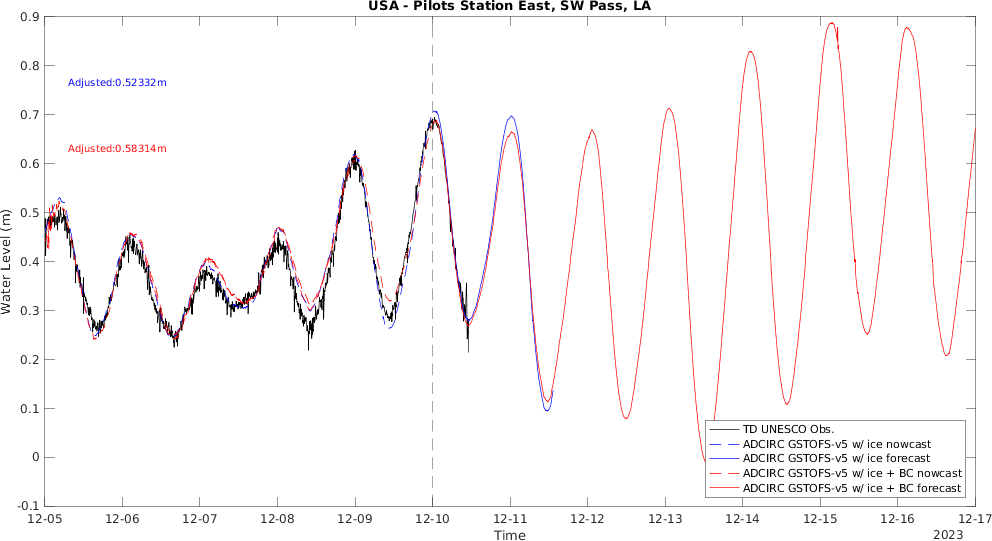 USA - Pilots Station East, SW Pass, LA
0.9
0.8
0.7
0.6
0.5
0.4
0.3
0.2
0.1
0
-0.1
Water Level (m)
Adjusted:0.52332m
Adjusted:0.58314m
TD UNESCO Obs.
ADCIRC GSTOFS-v5 w/ ice nowcast
ADCIRC GSTOFS-v5 w/ ice forecast
ADCIRC GSTOFS-v5 w/ ice + BC nowcast
ADCIRC GSTOFS-v5 w/ ice + BC forecast
12-05 12-06 12-07 12-08 12-09 12-10 12-11 12-12 12-13 12-14 12-15 12-16 12-17
Time
2023